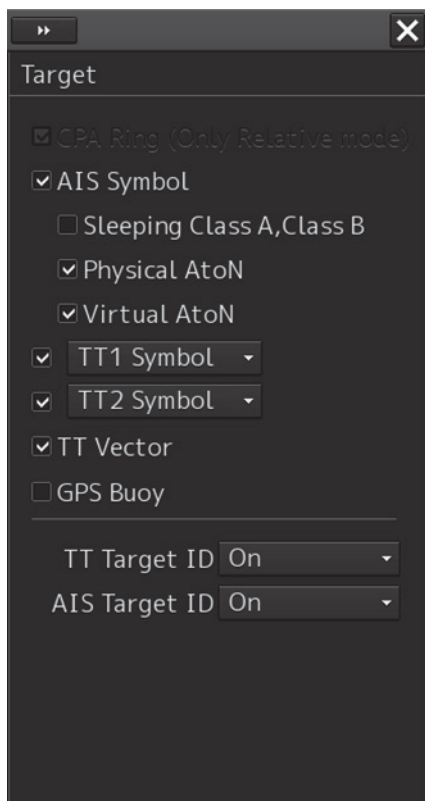 Target
CPA Ring (Only Relative mode)
AIS Symbol
Sleeping Class A,Class B
Physical AtoN
Virtual AtoN
TT1 Symbol
TT2 Symbol
TT Vector
GPS Buoy
TT Target ID On
AIS Target ID On